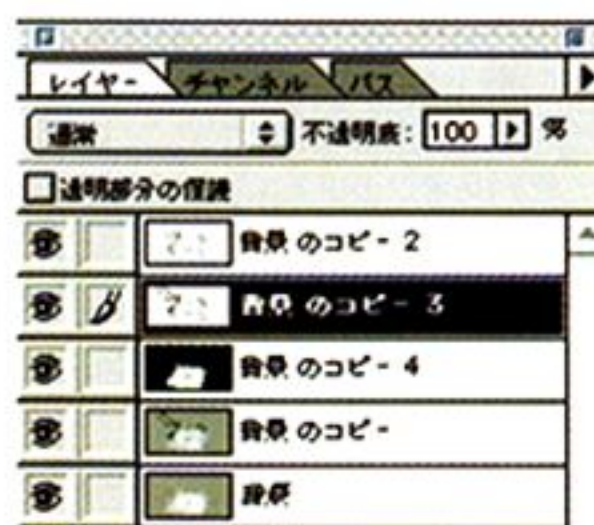 レイヤー チャンネル パス
通常 不透明度: 100 %
透明部分の保護
背景 のコピー 2
背景 のコピー 3
背景 のコピー 4
背景 のコピー
背景